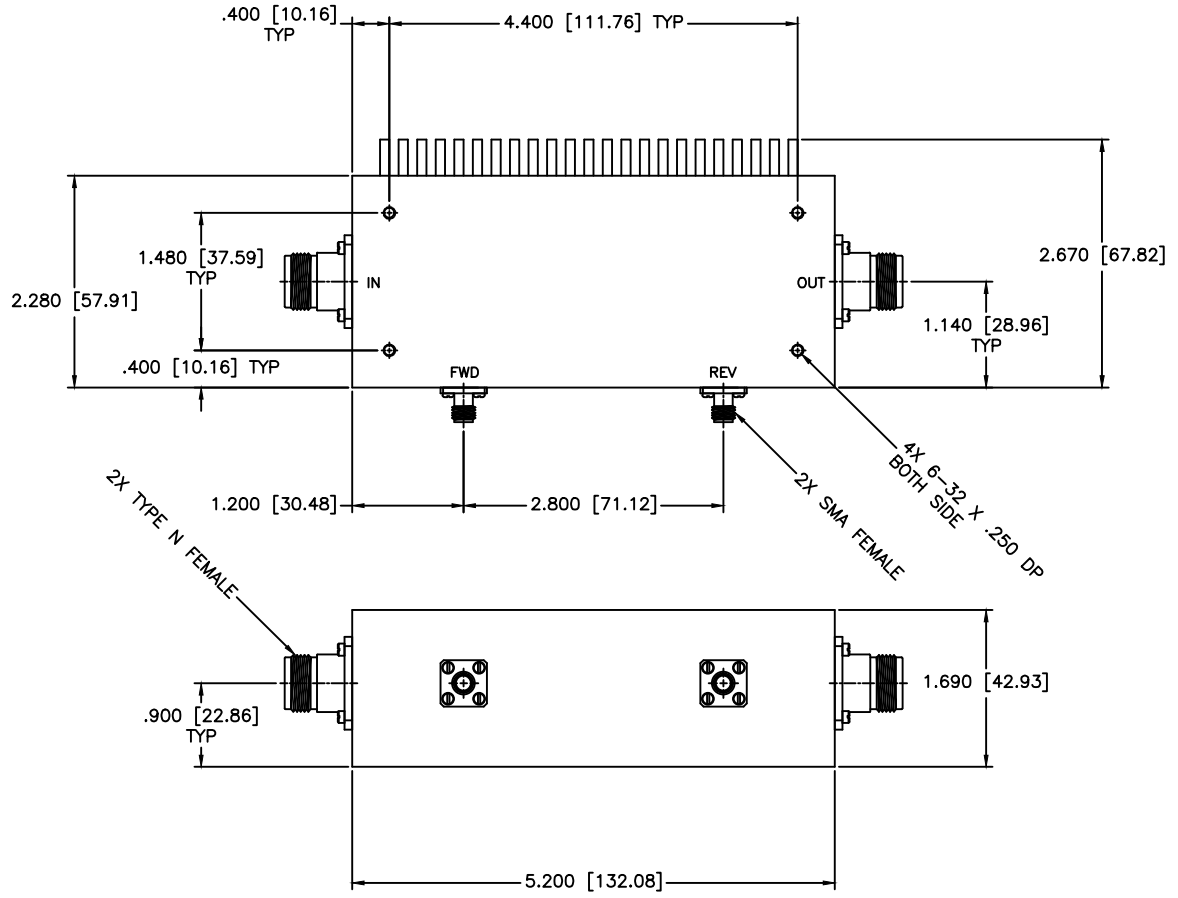 .400 [10.16]
TYP
4.400 [111.76] TYP
1.480 [37.59]
TYP
2.670 [67.82]
IN
OUT
2.280 [57.91]
1.140 [28.96]
TYP
.400 [10.16] TYP
FWD
REV
4X 6-32 X .250 DP
BOTH SIDE
2X TYPE N FEMALE
1.200 [30.48]
2.800 [71.12]
2X SMA FEMALE
1.690 [42.93]
.900 [22.86]
TYP
5.200 [132.08]